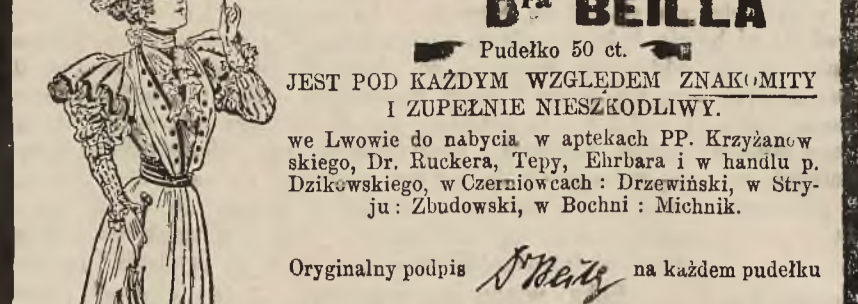 Dra BEILLA
Pudełko 50 ct.
JEST POD KAŻDYM WZGLĘDEM ZNAKOMITY
I ZUPEŁNIE NIESZKODLIWY.
we Lwowie do nabycia w aptekach PP. Krzyżanow
skiego, Dr. Ruckera, Tepy, Ehrbara i w handlu p.
Dzikowskiego, w Czerniowcach : Drzewiński, w Stry-
ju : Zbudowski, w Bochni : Michnik.
Oryginalny podpis Dr Beill na każdem pudełku